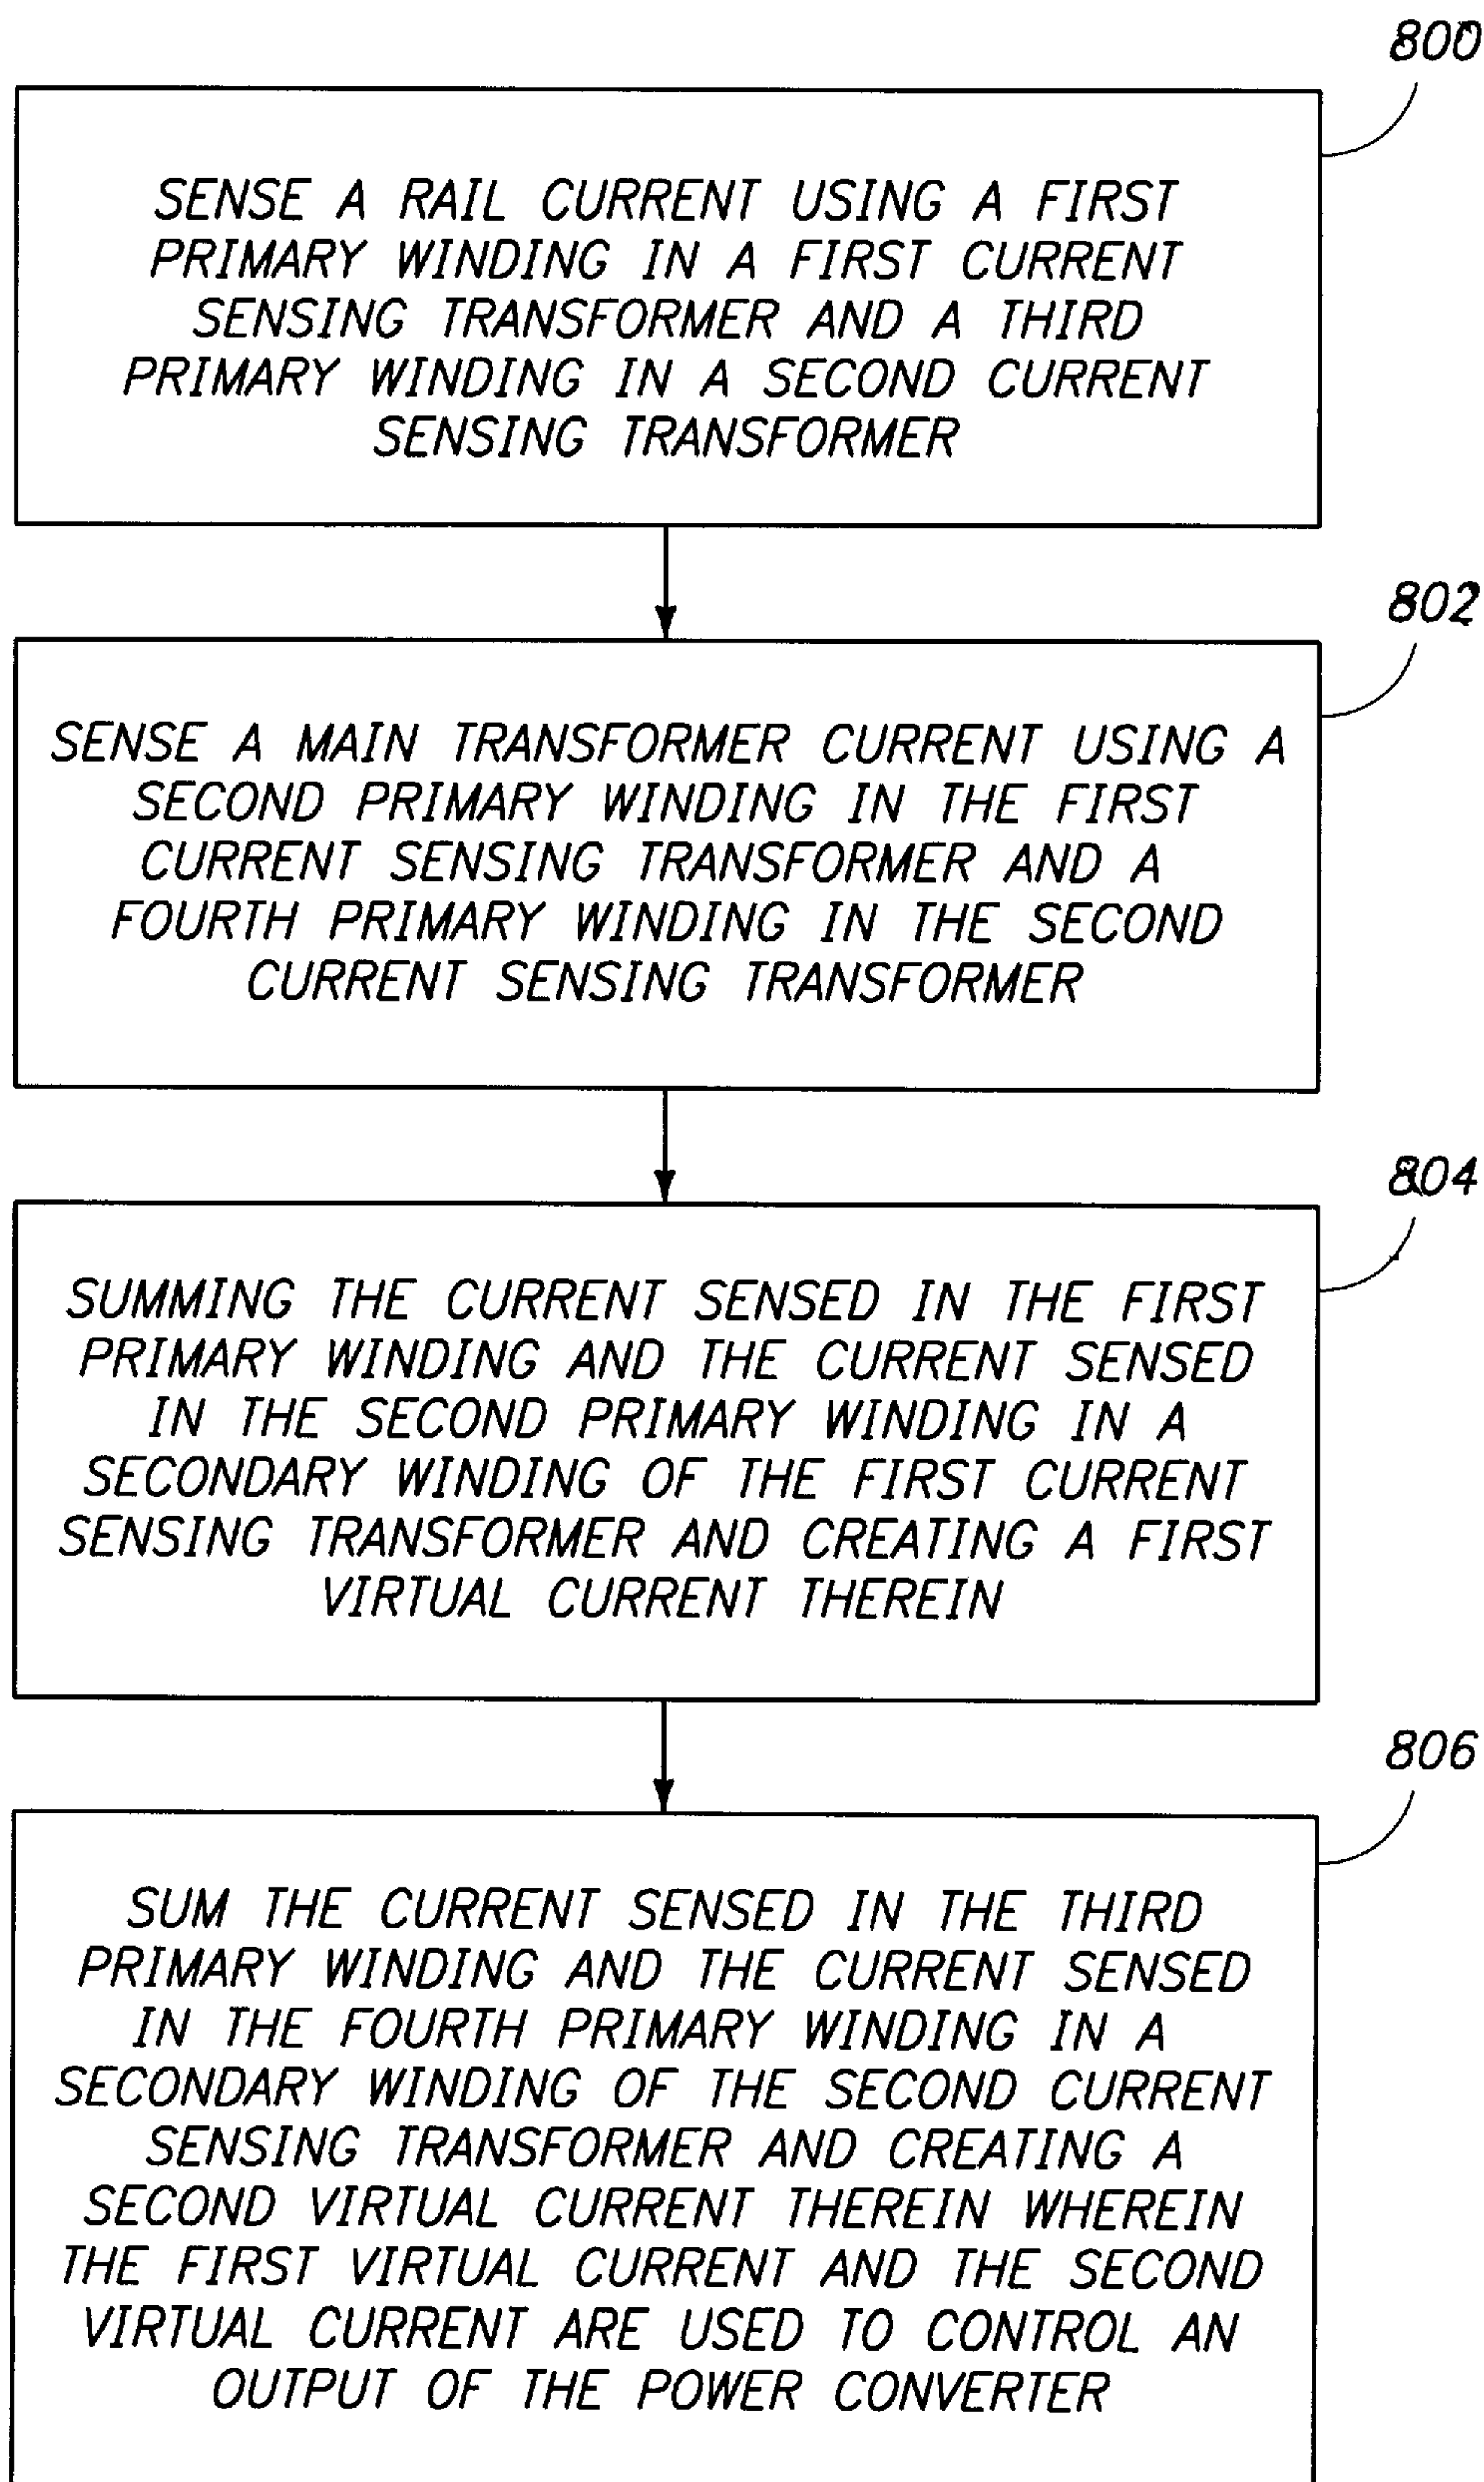 800
SENSE A RAIL CURRENT USING A FIRST
PRIMARY WINDING IN A FIRST CURRENT
SENSING TRANSFORMER AND A THIRD
PRIMARY WINDING IN A SECOND CURRENT
SENSING TRANSFORMER
802
SENSE A MAIN TRANSFORMER CURRENT USING A
SECOND PRIMARY WINDING IN THE FIRST
CURRENT SENSING TRANSFORMER AND A
FOURTH PRIMARY WINDING IN THE SECOND
CURRENT SENSING TRANSFORMER
804
SUMMING THE CURRENT SENSED IN THE FIRST
PRIMARY WINDING AND THE CURRENT SENSED
IN THE SECOND PRIMARY WINDING IN A
SECONDARY WINDING OF THE FIRST CURRENT
SENSING TRANSFORMER AND CREATING A FIRST
VIRTUAL CURRENT THEREIN
806
SUM THE CURRENT SENSED IN THE THIRD
PRIMARY WINDING AND THE CURRENT SENSED
IN THE FOURTH PRIMARY WINDING IN A
SECONDARY WINDING OF THE SECOND CURRENT
SENSING TRANSFORMER AND CREATING A
SECOND VIRTUAL CURRENT THEREIN WHEREIN
THE FIRST VIRTUAL CURRENT AND THE SECOND
VIRTUAL CURRENT ARE USED TO CONTROL AN
OUTPUT OF THE POWER CONVERTER